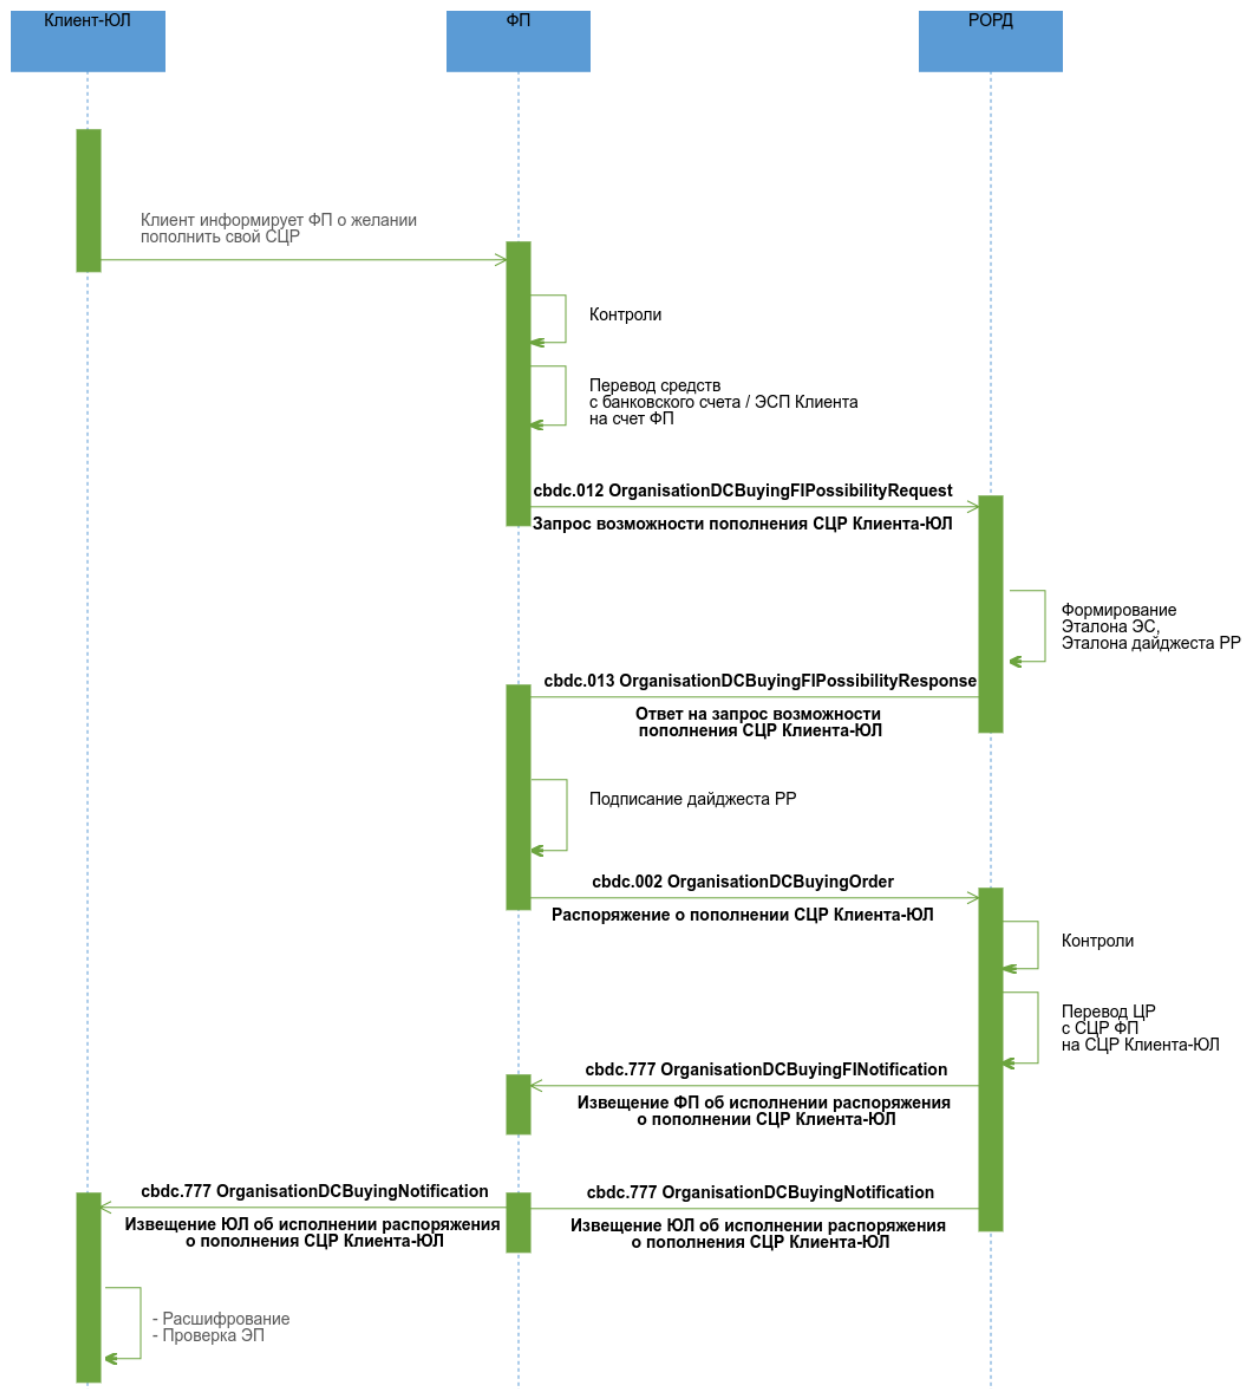 Клиент-ЮЛ
ФП
РОРД
Клиент информирует ФП о желании
пополнить свой СЦР
Контроли
Перевод средств
с банковского счета / ЭСП Клиента
на счет ФП
cbdc.012 OrganisationDCBuyingFIPossibilityRequest
Запрос возможности пополнения СЦР Клиента-ЮЛ
Формирование
Эталона ЭС,
Эталона дайджеста РР
cbdc.013 OrganisationDCBuyingFIPossibilityResponse
Ответ на запрос возможности
пополнения СЦР Клиента-ЮЛ
Подписание дайджеста РР
cbdc.002 OrganisationDCBuyingOrder
Распоряжение о пополнении СЦР Клиента-ЮЛ
Контроли
Перевод ЦР
с СЦР ФП
на СЦР Клиента-ЮЛ
cbdc.777 OrganisationDCBuyingFINotification
Извещение ФП об исполнении распоряжения
о пополнении СЦР Клиента-ЮЛ
cbdc.777 OrganisationDCBuyingNotification
Извещение ЮЛ об исполнении распоряжения
о пополнения СЦР Клиента-ЮЛ
cbdc.777 OrganisationDCBuyingNotification
Извещение ЮЛ об исполнении распоряжения
о пополнения СЦР Клиента-ЮЛ
- Расшифрование
- Проверка ЭП